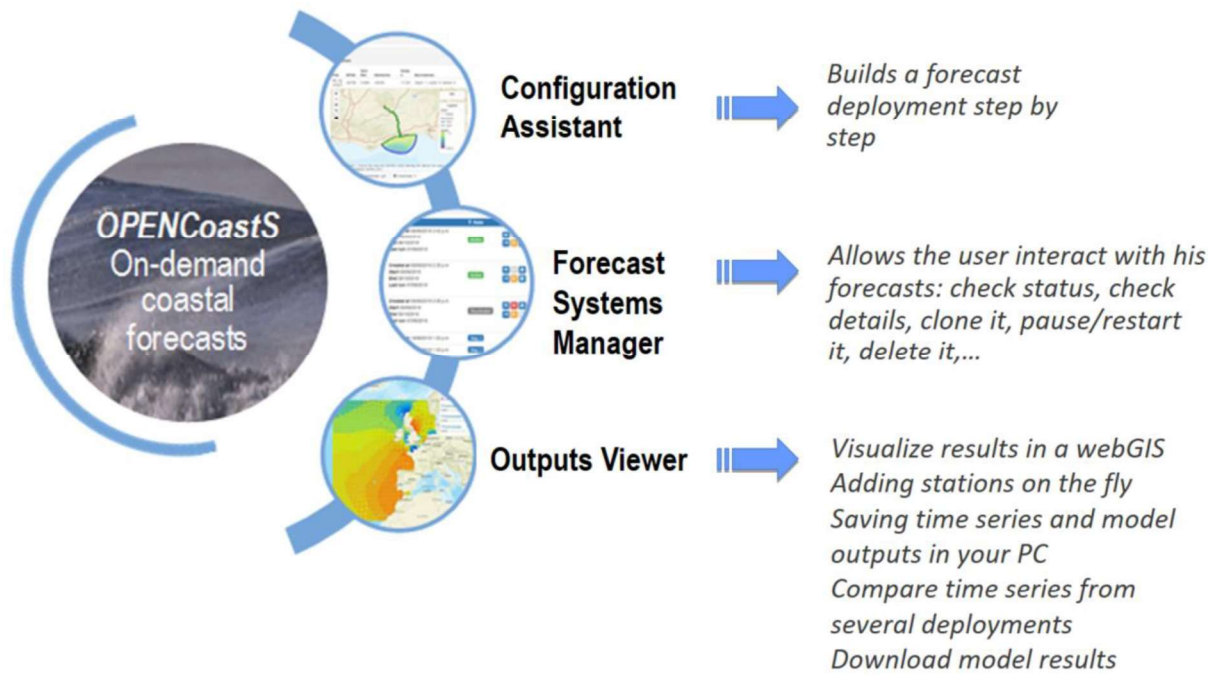 OPENCoastS
On-demand
coastal
forecasts
Configuration
Assistant
Builds a forecast
deployment step by
step
Forecast
Systems
Manager
Allows the user interact with his
forecasts: check status, check
details, clone it, pause/restart
it, delete it,...
Outputs Viewer
Visualize results in a webGIS
Adding stations on the fly
Saving time series and model
outputs in your PC
Compare time series from
several deployments
Download model results